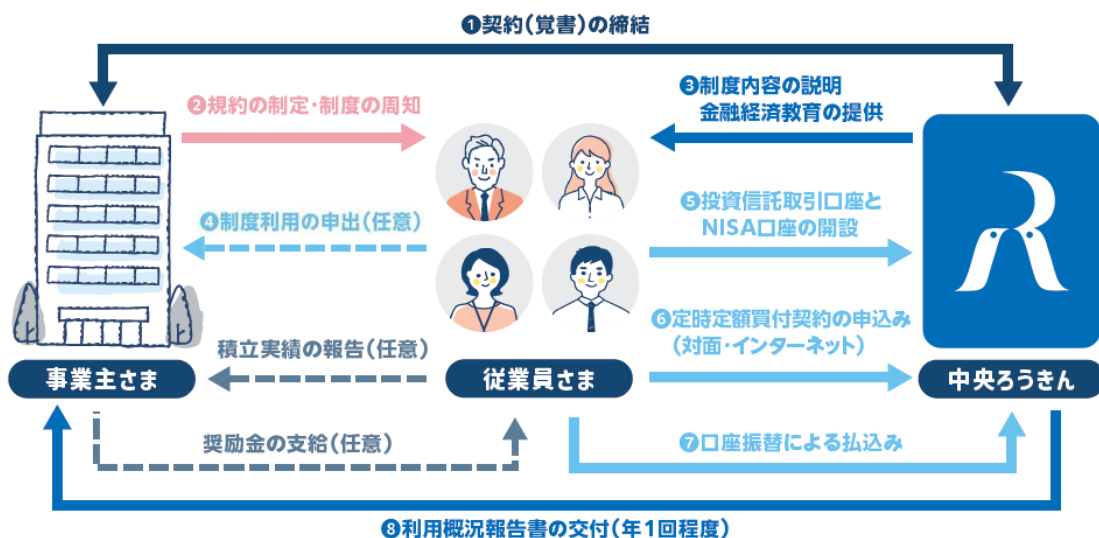 ❶契約(覚書)の締結
❷規約の制定・制度の周知
❸制度内容の説明
金融経済教育の提供
❹制度利用の申出(任意)
❺投資信託取引口座と
NISA口座の開設
❻定時定額買付契約の申込み
(対面・インターネット)
積立実績の報告(任意)
事業主さま
従業員さま
中央ろうきん
奨励金の支給(任意)
❼口座振替による払込み
❽利用概況報告書の交付(年1回程度)